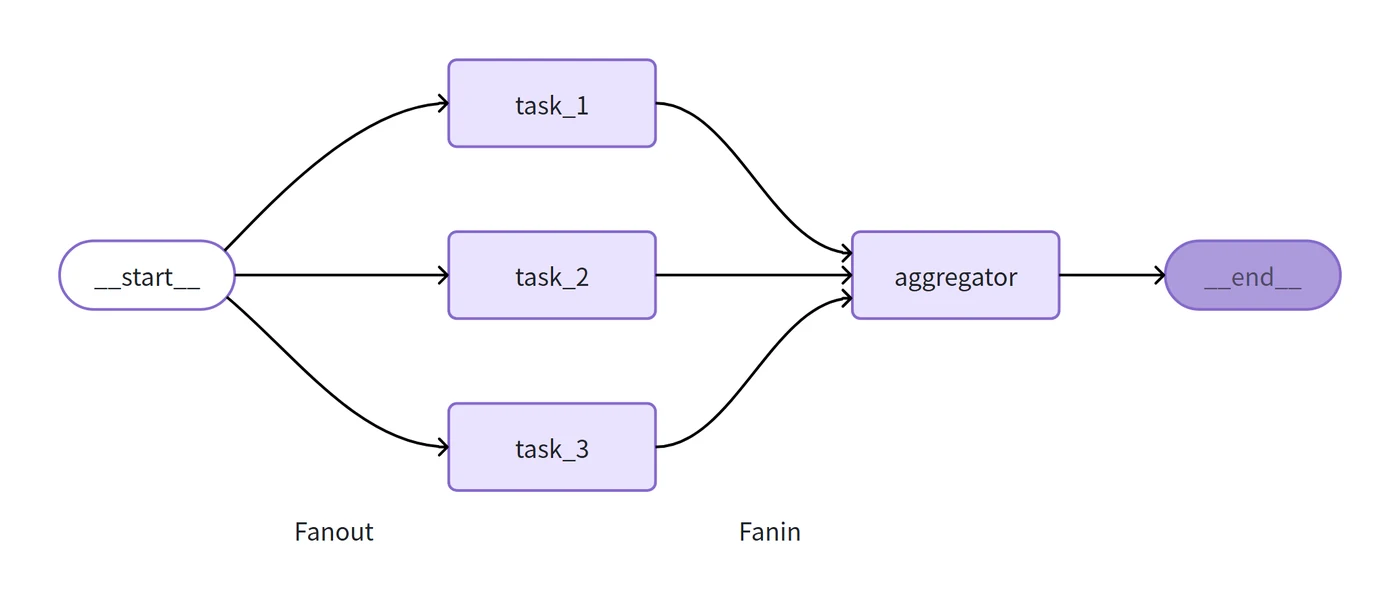 task_1
__start__
task_2
aggregator
__end__
task_3
Fanout
Fanin